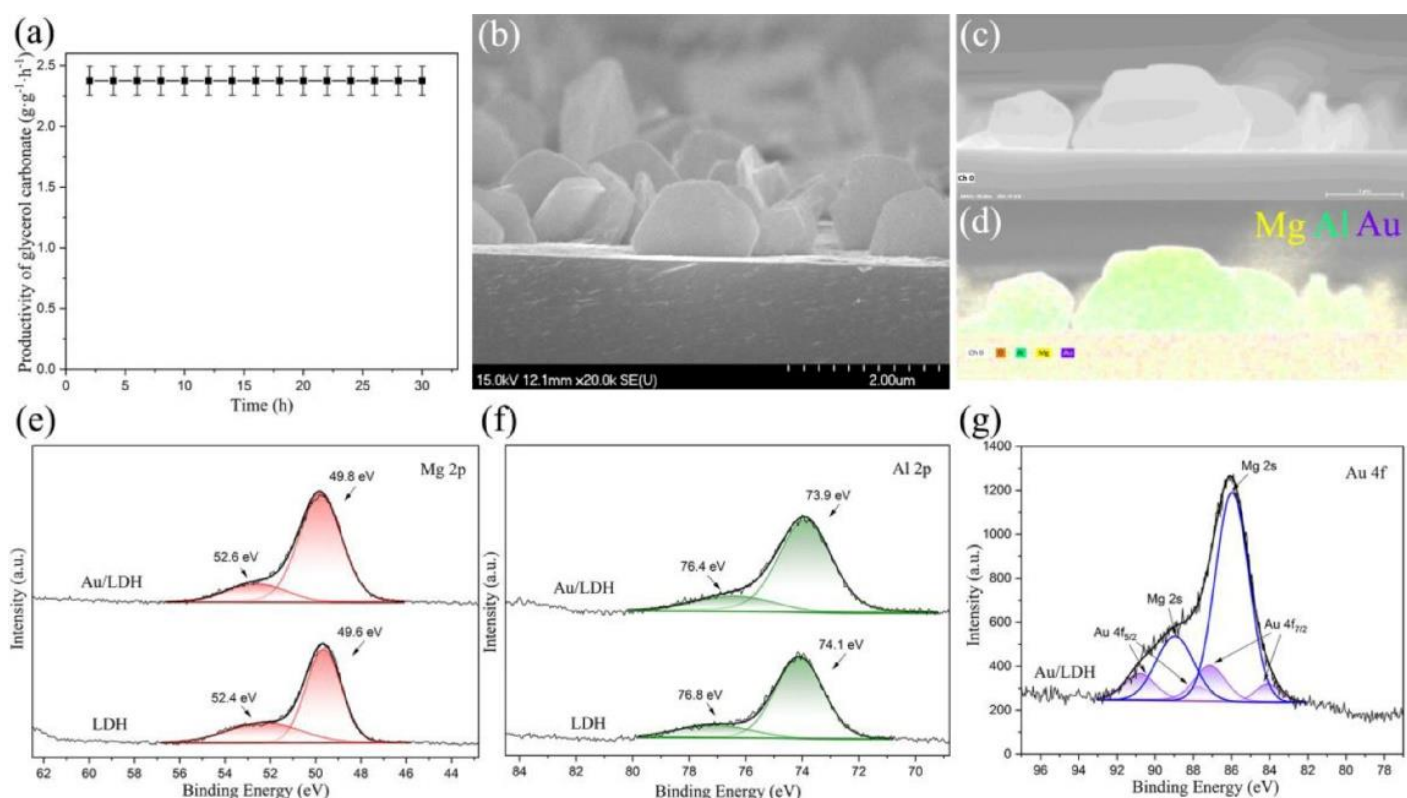 (a)
Productivity of glycerol carbonate (g·g⁻¹·h⁻¹)
2.5
2.0
1.5
1.0
0.5
0.0
0 5 10 15 20 25 30
Time (h)
(b)
15.0kV 12.1mm x20.0k SE(U)
2.00um
(c)
Ch 0
(d)
Mg Al Au
Ch 0
Mg
Au
(e)
Mg 2p
49.8 eV
52.6 eV
Au/LDH
49.6 eV
52.4 eV
LDH
Intensity (a.u.)
62 60 58 56 54 52 50 48 46 44
Binding Energy (eV)
(f)
Al 2p
73.9 eV
76.4 eV
Au/LDH
74.1 eV
76.8 eV
LDH
Intensity (a.u.)
84 82 80 78 76 74 72 70
Binding Energy (eV)
(g)
Au 4f
Mg 2s
Mg 2s
Au 4f5/2
Au 4f7/2
Au/LDH
Intensity (a.u.)
1400
1200
1000
800
600
400
200
0
96 94 92 90 88 86 84 82 80 78
Binding Energy (eV)